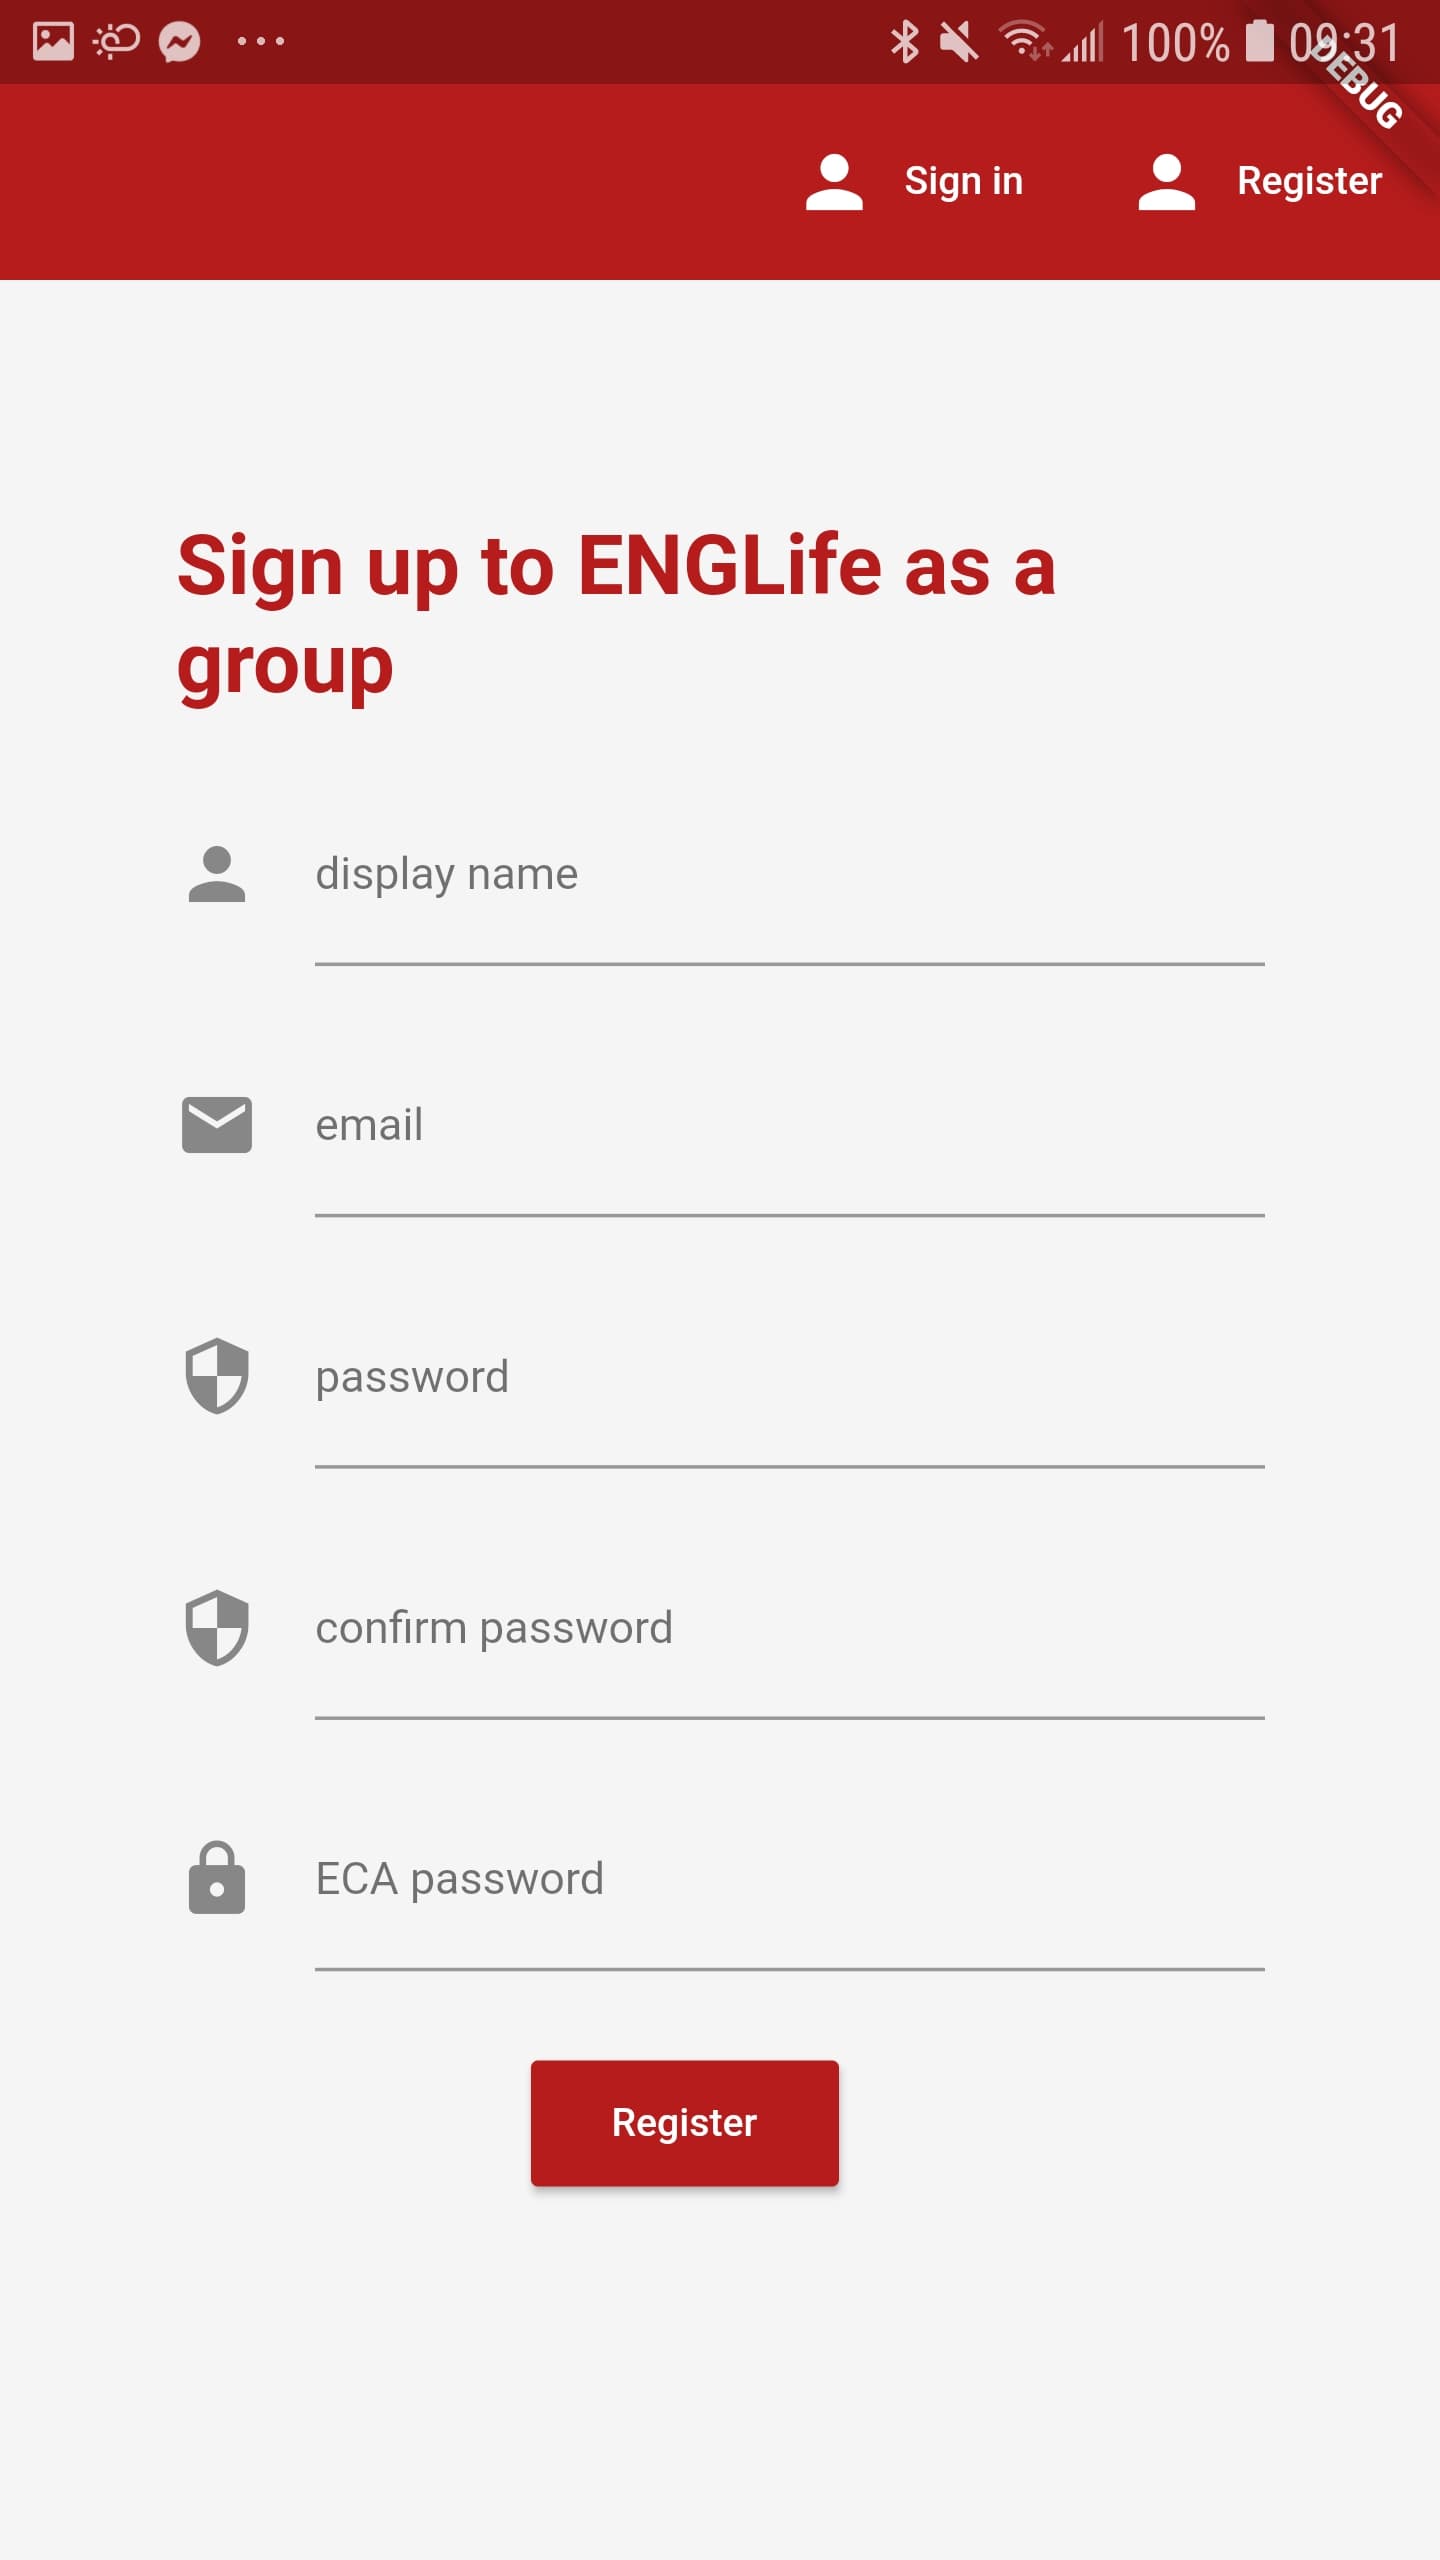 100% 09:31
DEBUG
Sign in Register
Sign up to ENGLife as a
group
display name
email
password
confirm password
ECA password
Register